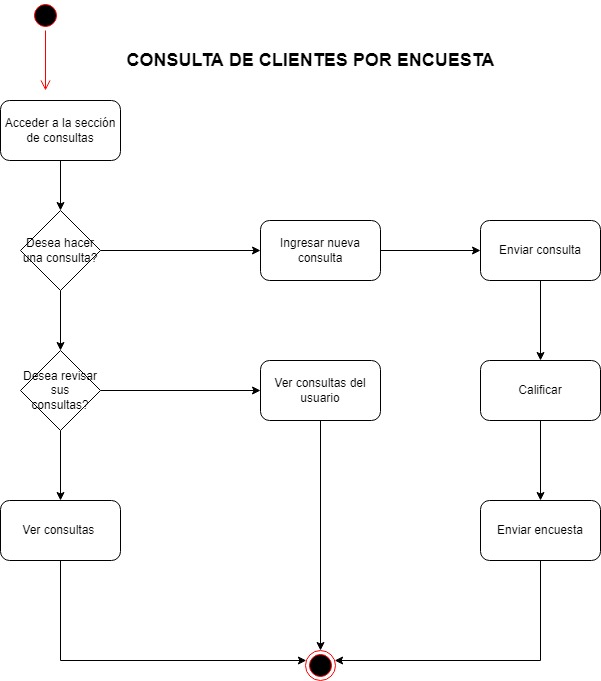 CONSULTA DE CLIENTES POR ENCUESTA
Acceder a la sección
de consultas
Desea hacer
una consulta?
Ingresar nueva
consulta
Enviar consulta
Desea revisar
sus
consultas?
Ver consultas del
usuario
Calificar
Ver consultas
Enviar encuesta